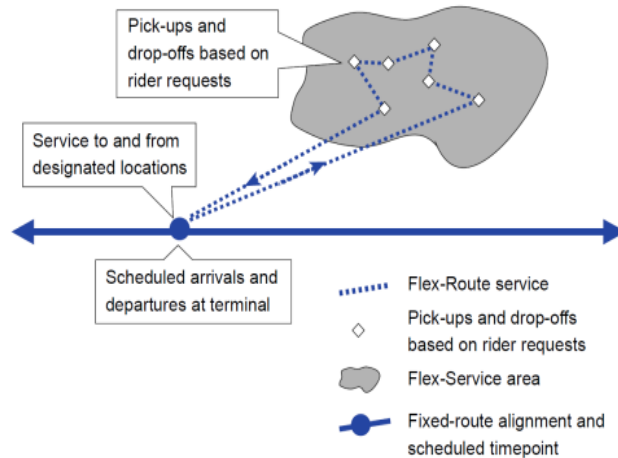 Pick-ups and
drop-offs based on
rider requests
Service to and from
designated locations
Scheduled arrivals and
departures at terminal
Flex-Route service
Pick-ups and drop-offs
based on rider requests
Flex-Service area
Fixed-route alignment and
scheduled timepoint